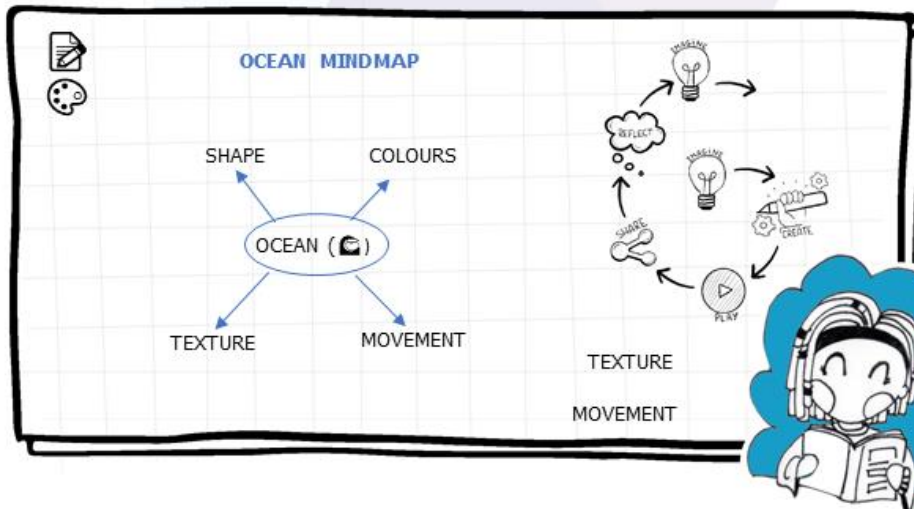 OCEAN MINDMAP
SHAPE
COLOURS
OCEAN ( )
TEXTURE
MOVEMENT
IMAGINE
REFLECT
IMAGINE
CREATE
SHARE
PLAY
TEXTURE
MOVEMENT